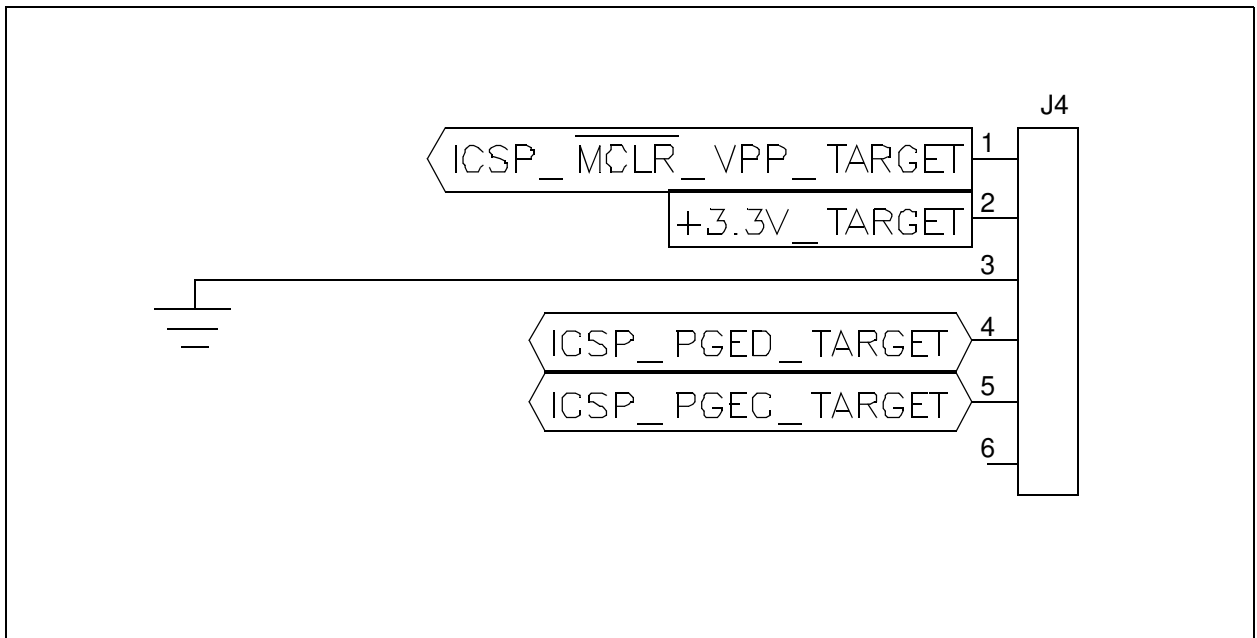 J4
ICSP_MCLR_VPP_TARGET 1
+3.3V_TARGET 2
3
ICSP_PGED_TARGET 4
ICSP_PGEC_TARGET 5
6